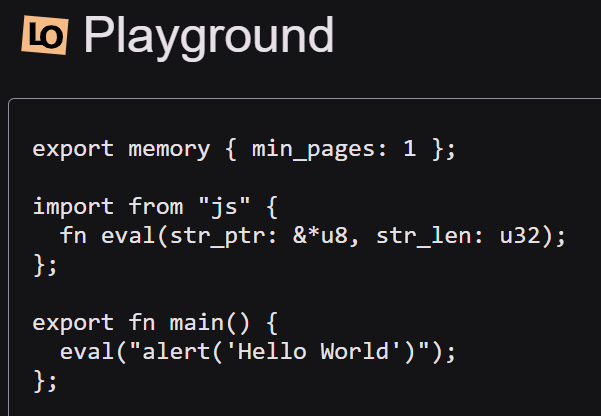 LO Playground
export memory { min_pages: 1 };
import from "js" {
  fn eval(str_ptr: &*u8, str_len: u32);
};
export fn main() {
  eval("alert('Hello World')");
};